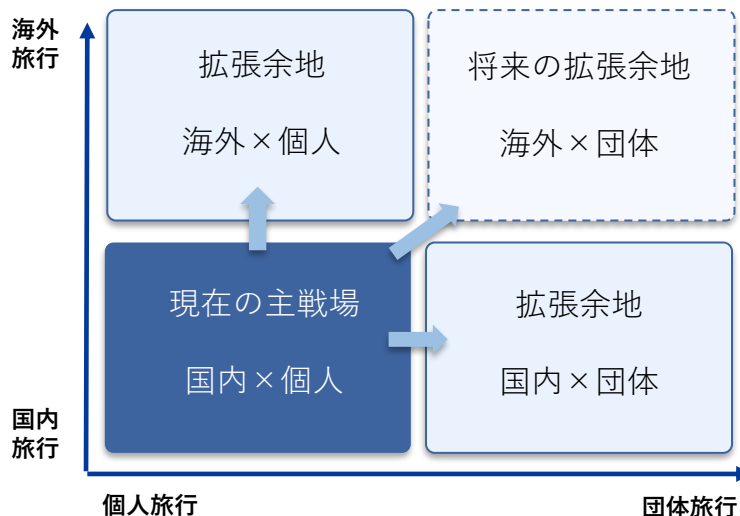 海外
旅行
拡張余地
海外×個人
将来の拡張余地
海外×団体
現在の主戦場
国内×個人
拡張余地
国内×団体
国内
旅行
個人旅行
団体旅行